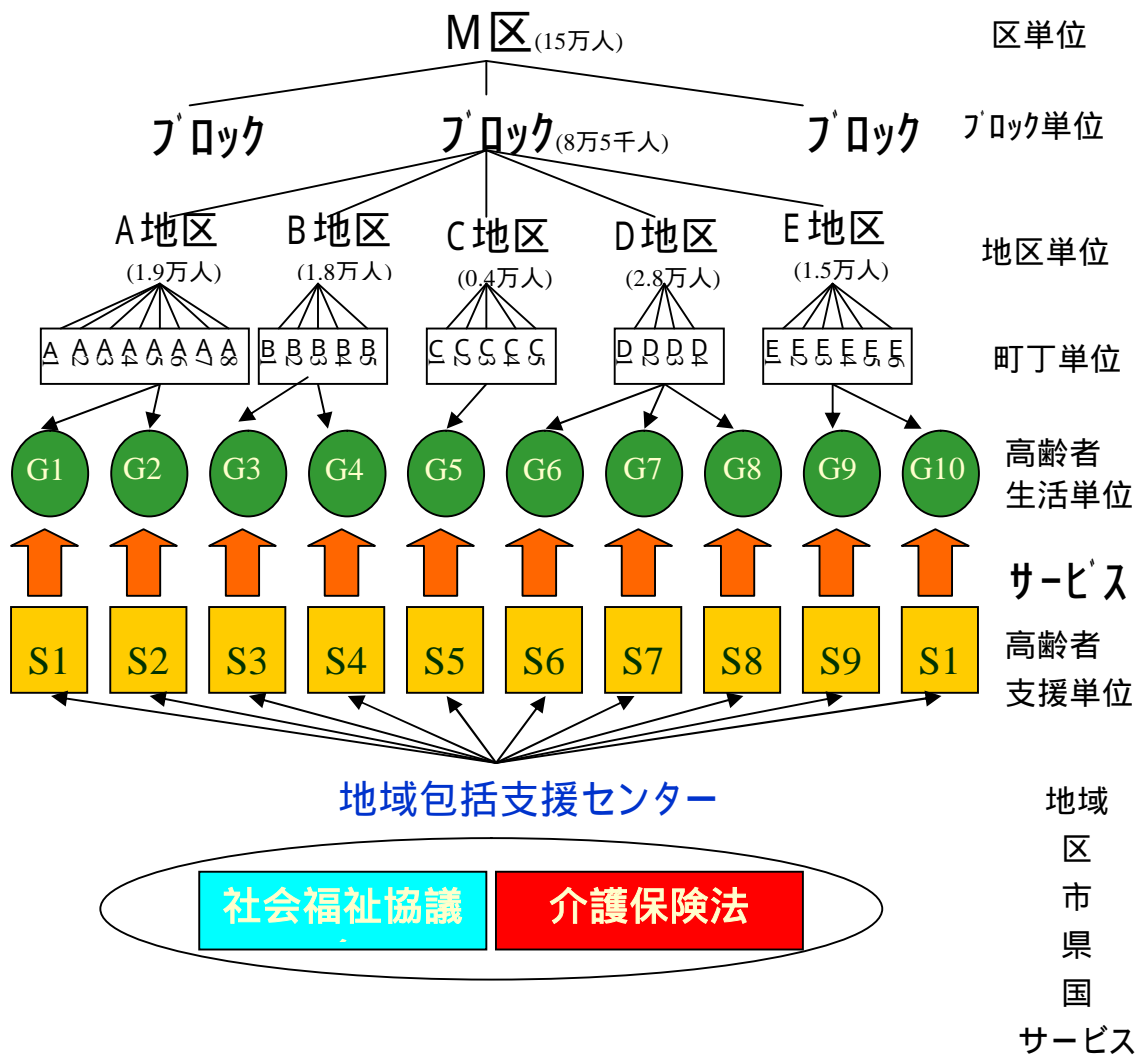 M区(15万人) 区単位
ブロック ブロック(8万5千人) ブロック ブロック単位
A地区 B地区 C地区 D地区 E地区 地区単位
(1.9万人) (1.8万人) (0.4万人) (2.8万人) (1.5万人)
A1 A2 A3 A4 A5 A6 A7 A8 B1 B2 B3 B4 B5 C1 C2 C3 C4 C5 D1 D2 D3 D4 E1 E2 E3 E4 E5 E6 町丁単位
G1 G2 G3 G4 G5 G6 G7 G8 G9 G10 高齢者
生活単位
サービス
S1 S2 S3 S4 S5 S6 S7 S8 S9 S1 高齢者
支援単位
地域包括支援センター 地域
区
社会福祉協議 介護保険法 市
県
国
サービス